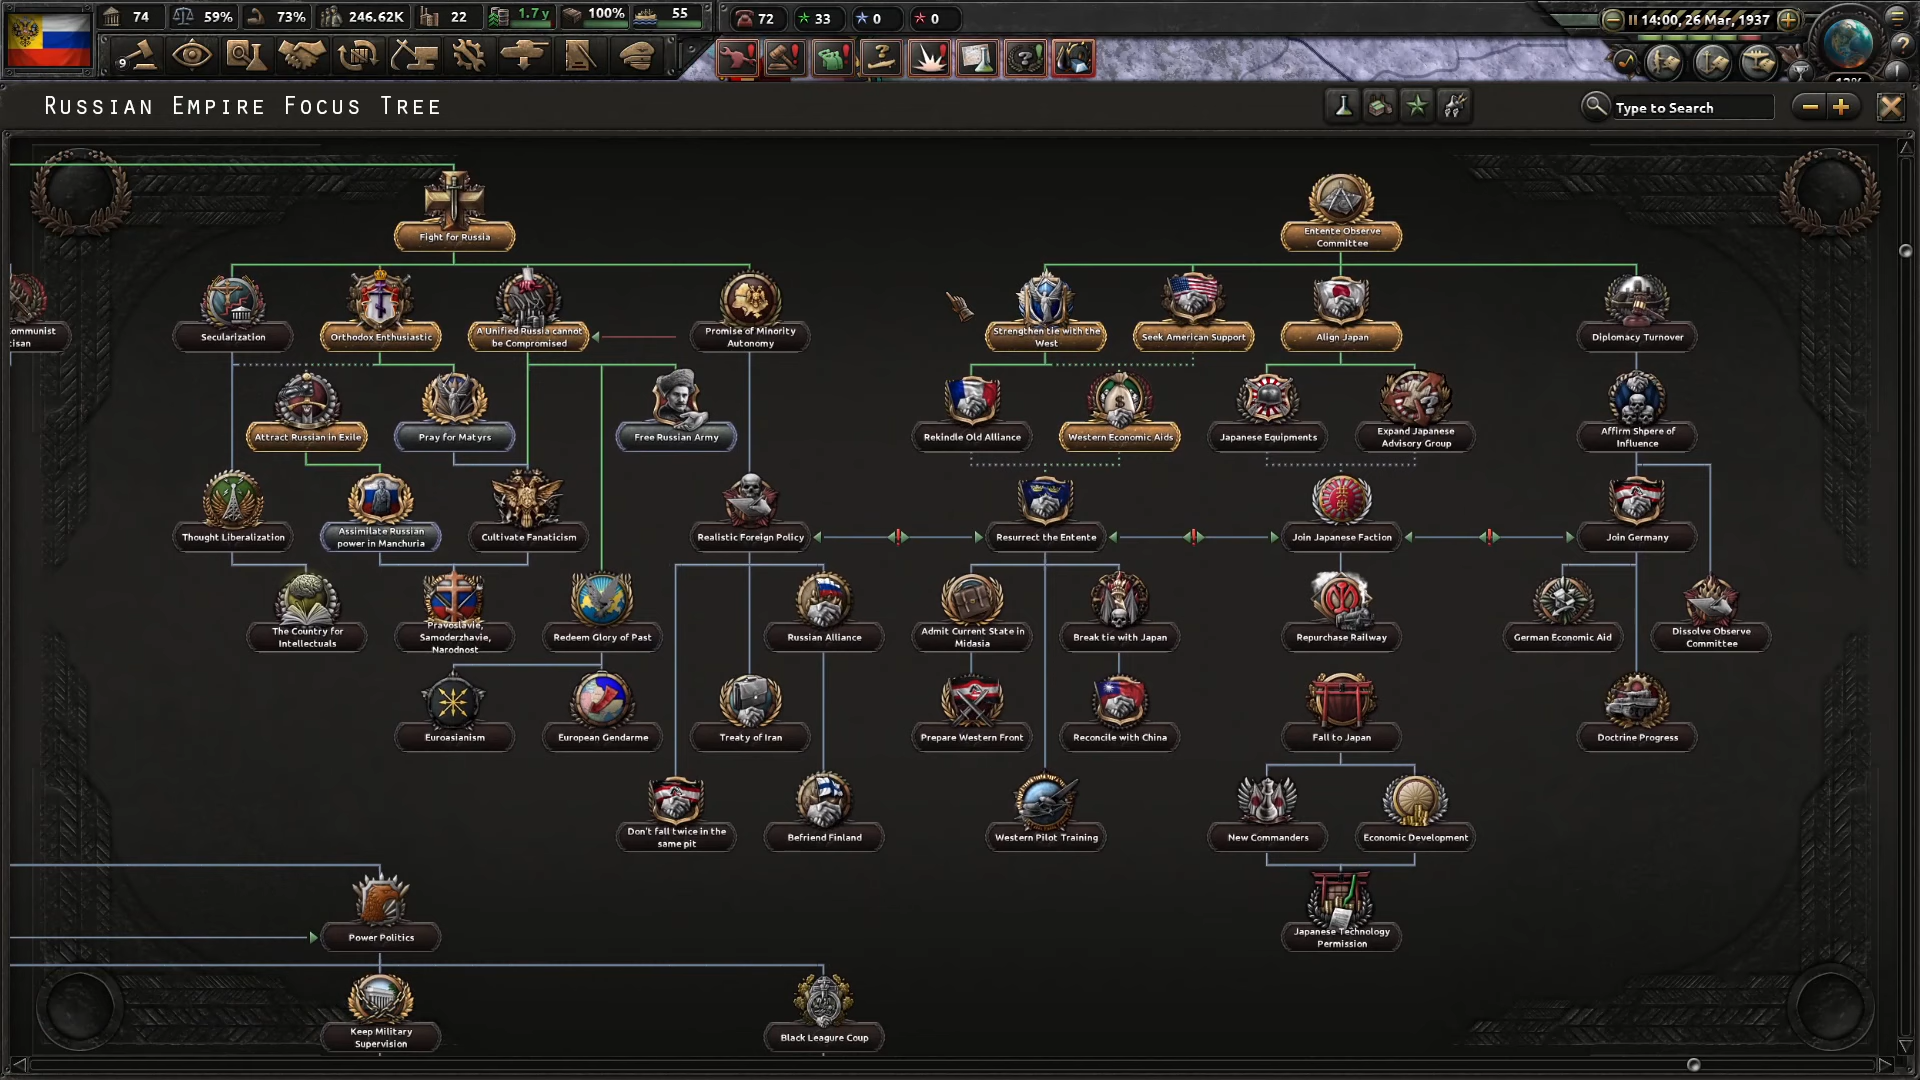 74 59% 73% 246.62K 22 1.7 y 100% 55 72 33 0 0 14:00, 26 Mar, 1937
9
Russian Empire Focus Tree
Type to Search
Fight for Russia
Entente Observe
Committee
Secularization
Orthodox Enthusiastic
A Unified Russia cannot
be Compromised
Promise of Minority
Autonomy
Strengthen tie with the
West
Seek American Support
Align Japan
Diplomacy Turnover
Attract Russian in Exile
Pray for Matyrs
Free Russian Army
Rekindle Old Alliance
Western Economic Aids
Japanese Equipments
Expand Japanese
Advisory Group
Affirm Shpere of
Influence
Thought Liberalization
Assimilate Russian
power in Manchuria
Cultivate Fanaticism
Realistic Foreign Policy
Resurrect the Entente
Join Japanese Faction
Join Germany
The Country for
Intellectuals
Pravoslavie,
Samoderzhavie,
Narodnost
Redeem Glory of Past
Russian Alliance
Admit Current State in
Midasia
Break tie with Japan
Repurchase Railway
German Economic Aid
Dissolve Observe
Committee
Euroasianism
European Gendarme
Treaty of Iran
Prepare Western Front
Reconcile with China
Fall to Japan
Doctrine Progress
Don't fall twice in the
same pit
Befriend Finland
Western Pilot Training
New Commanders
Economic Development
Power Politics
Japanese Technology
Permission
Keep Military
Supervision
Black Leagure Coup